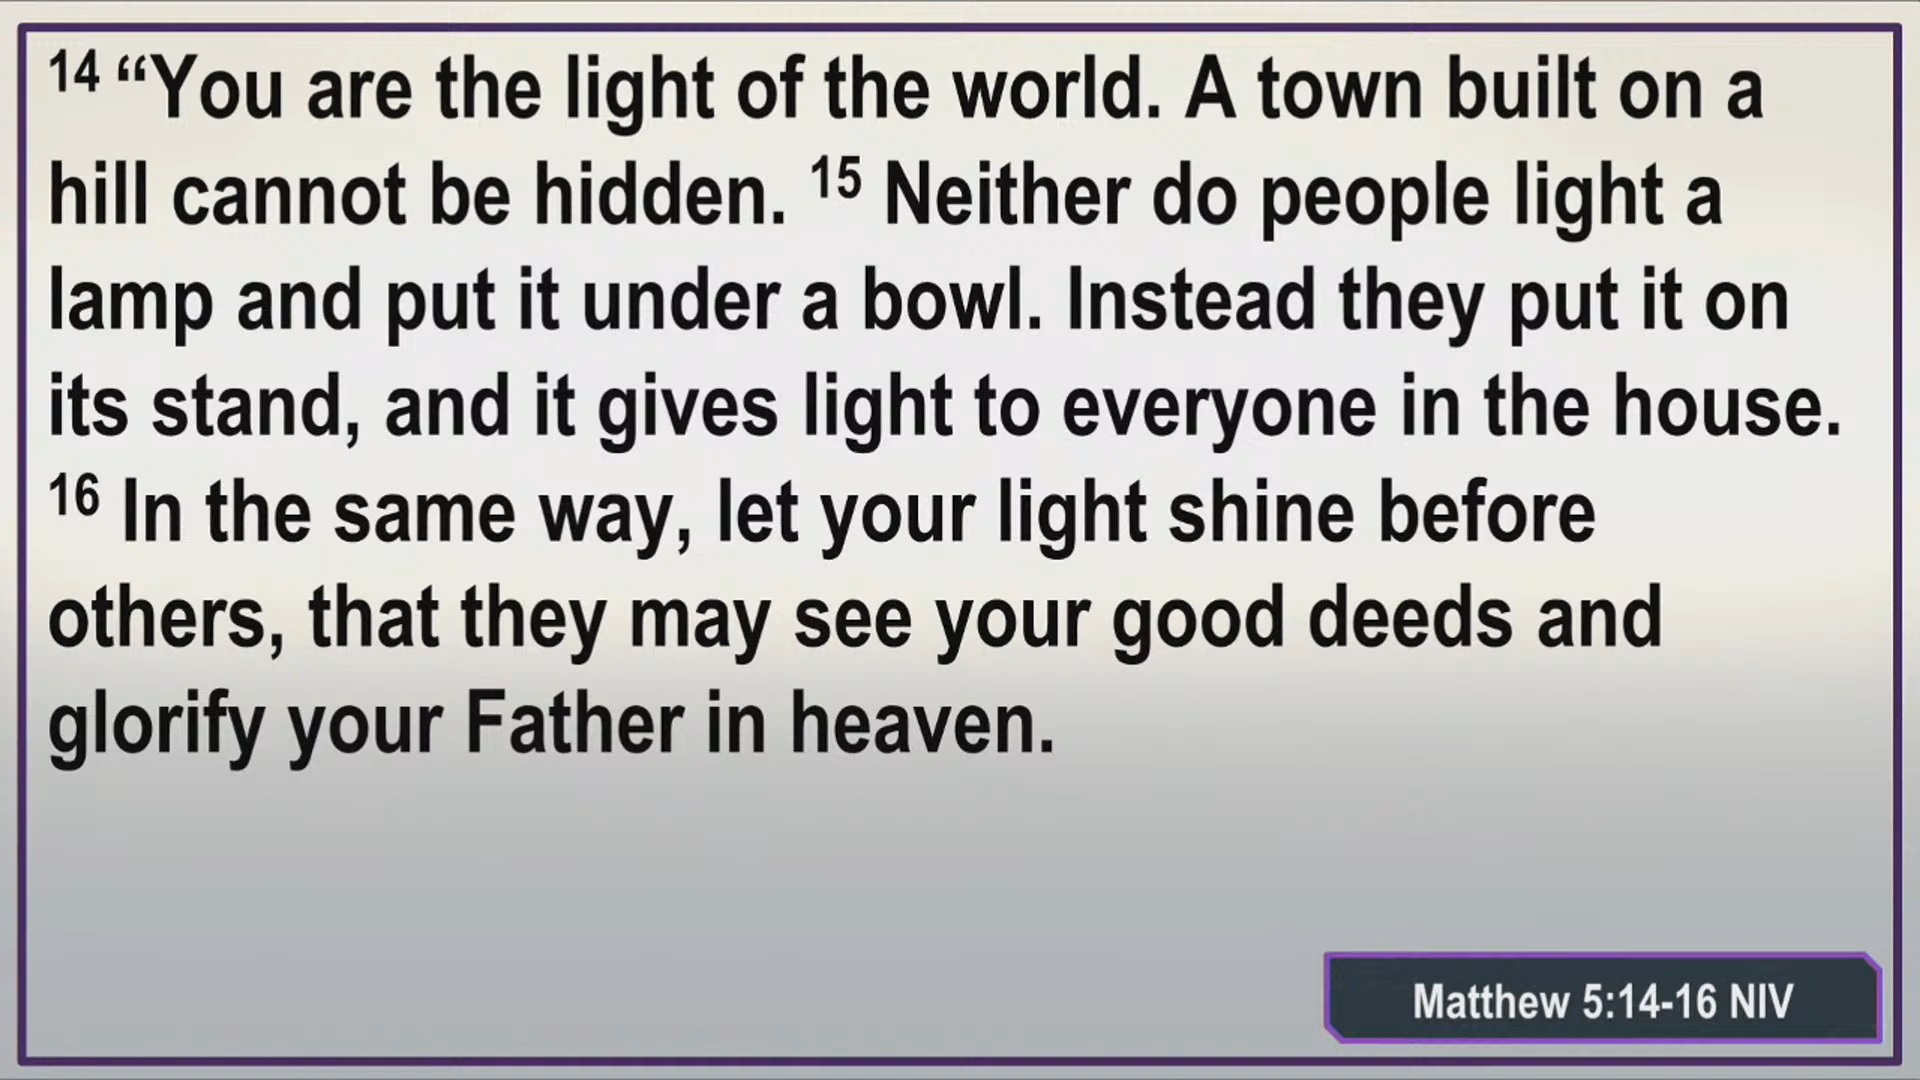 14 “You are the light of the world. A town built on a
hill cannot be hidden. 15 Neither do people light a
lamp and put it under a bowl. Instead they put it on
its stand, and it gives light to everyone in the house.
16 In the same way, let your light shine before
others, that they may see your good deeds and
glorify your Father in heaven.
Matthew 5:14-16 NIV